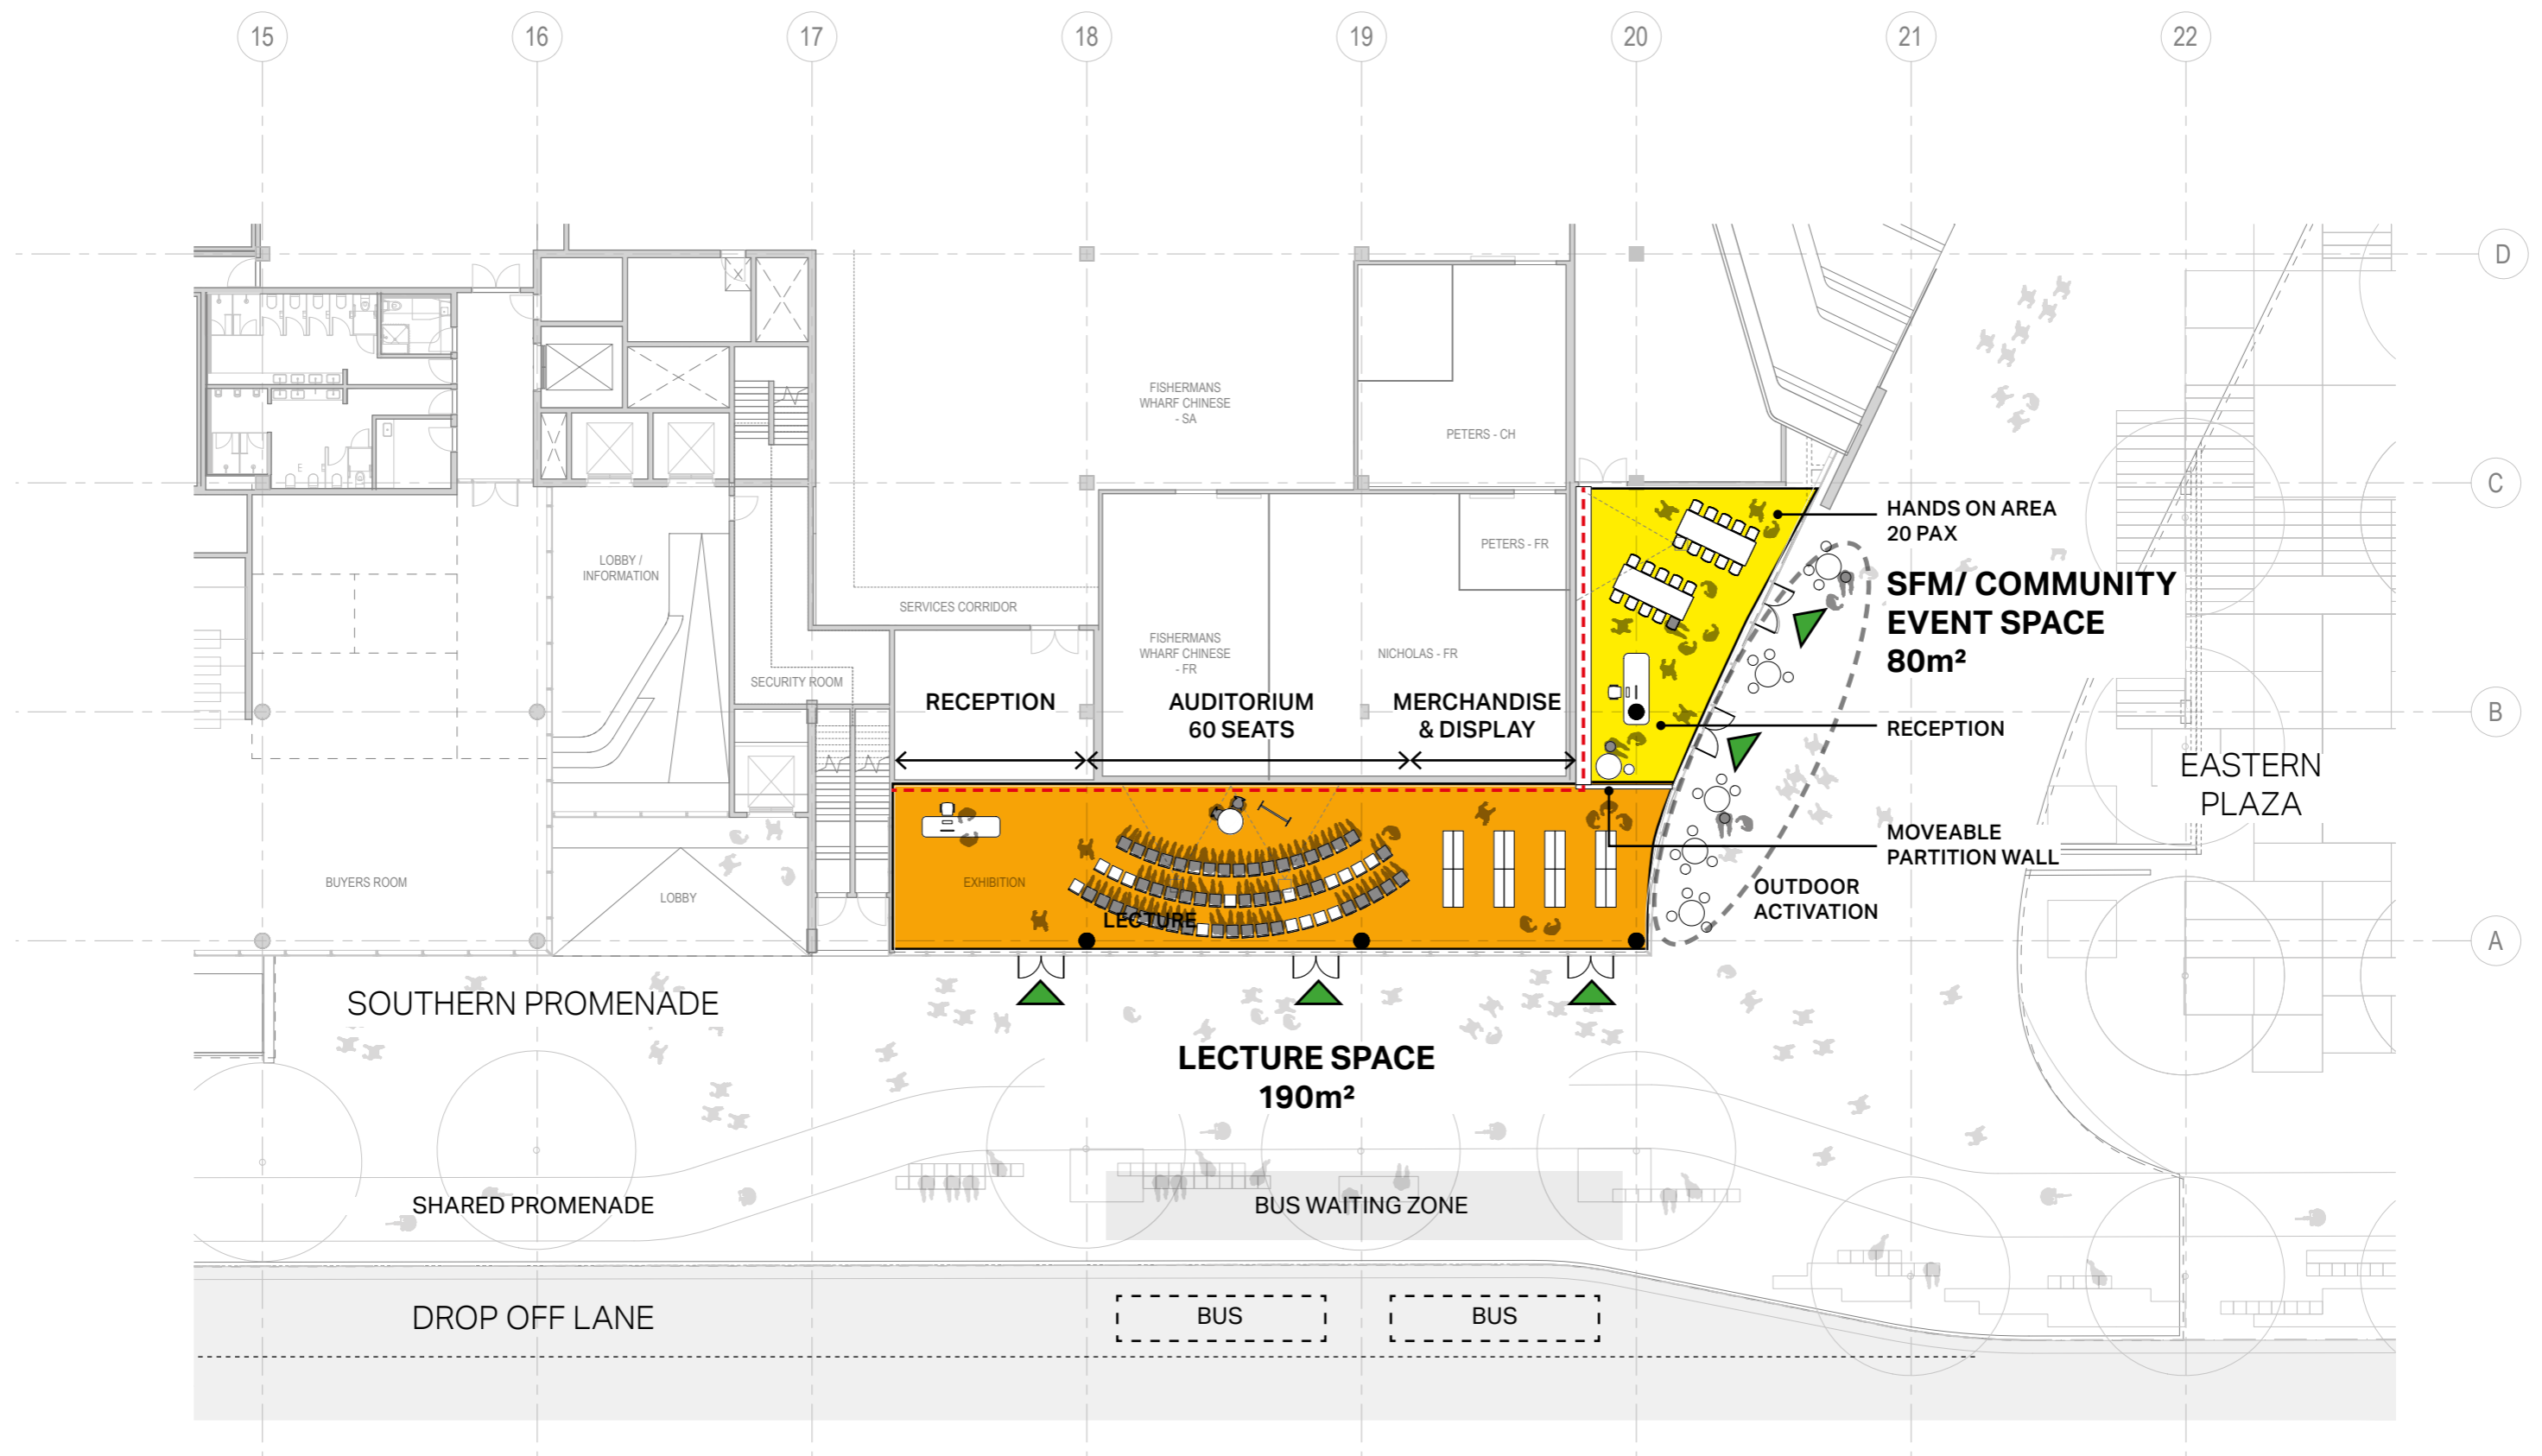 15
16
17
18
19
20
21
22
D
C
B
A
FISHERMANS
WHARF CHINESE
- SA
PETERS - CH
LOBBY /
INFORMATION
SERVICES CORRIDOR
SECURITY ROOM
FISHERMANS
WHARF CHINESE
- FR
NICHOLAS - FR
PETERS - FR
RECEPTION
AUDITORIUM
60 SEATS
MERCHANDISE
& DISPLAY
HANDS ON AREA
20 PAX
SFM/ COMMUNITY
EVENT SPACE
80m²
RECEPTION
EASTERN
PLAZA
MOVEABLE
PARTITION WALL
OUTDOOR
ACTIVATION
BUYERS ROOM
LOBBY
EXHIBITION
LECTURE
SOUTHERN PROMENADE
LECTURE SPACE
190m²
SHARED PROMENADE
BUS WAITING ZONE
DROP OFF LANE
BUS
BUS